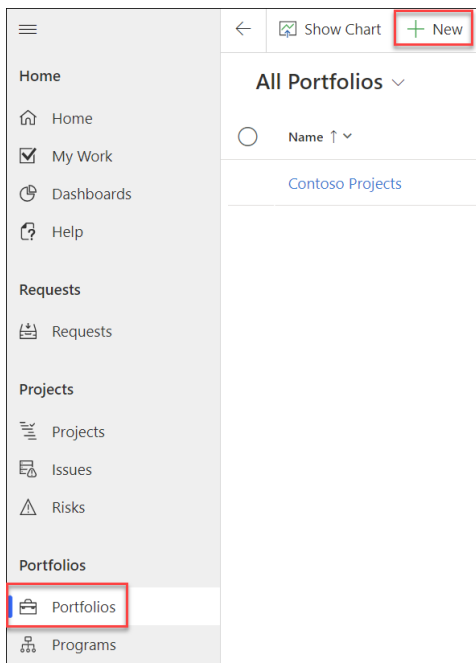 Show Chart
New
Home
All Portfolios
Home
Name
My Work
Contoso Projects
Dashboards
Help
Requests
Requests
Projects
Projects
Issues
Risks
Portfolios
Portfolios
Programs